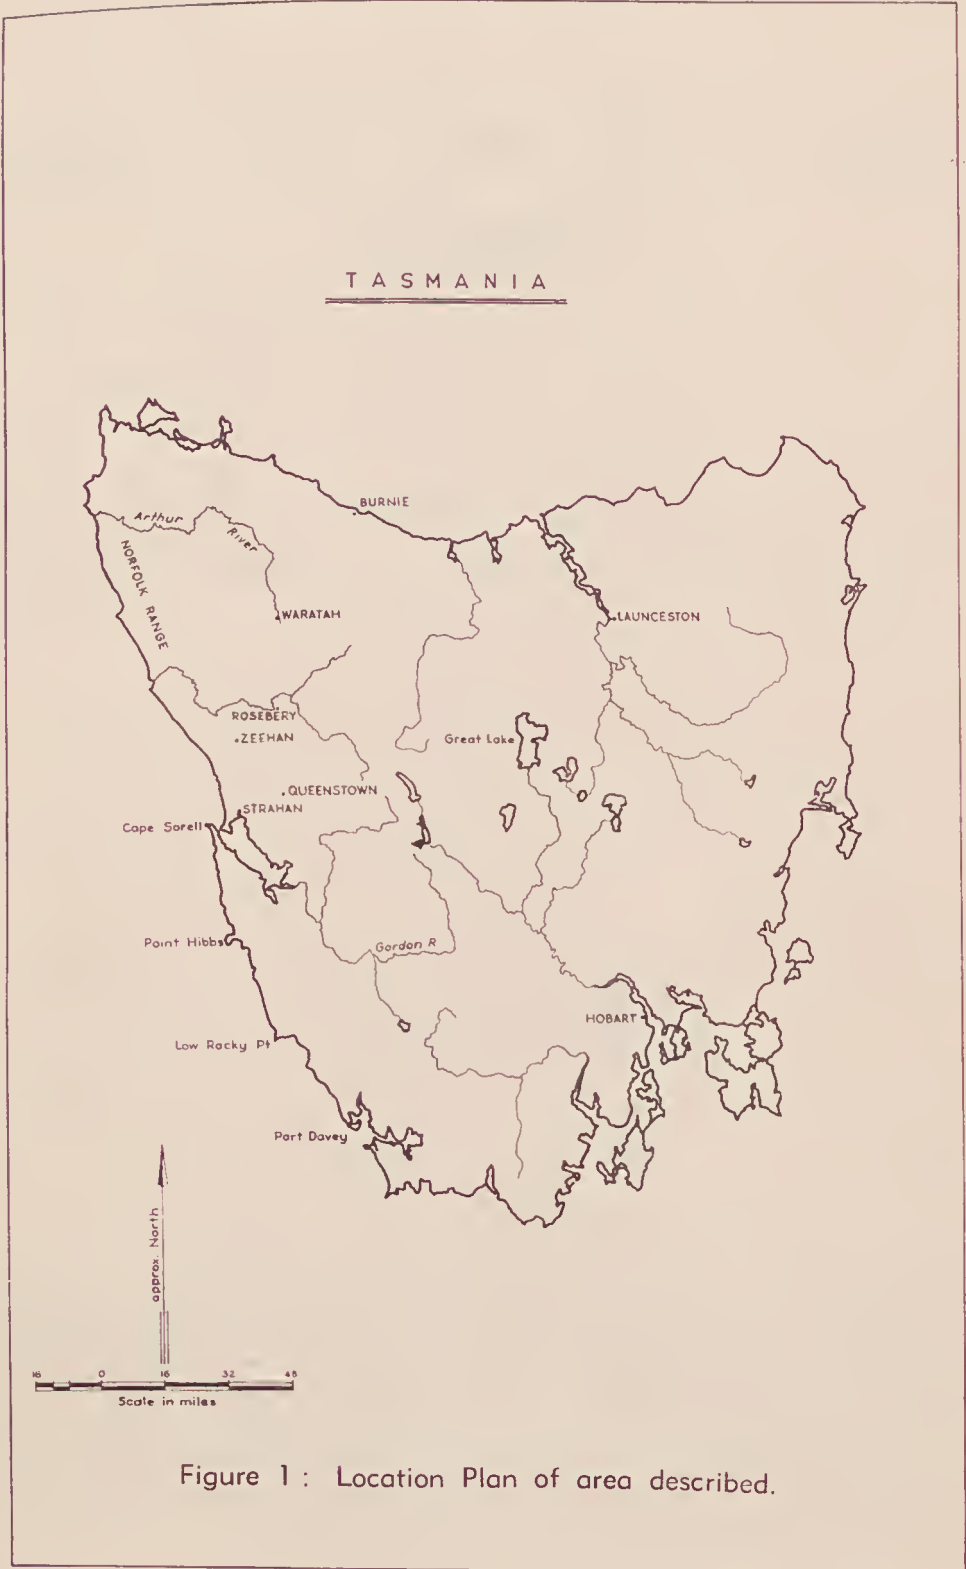 TASMANIA
BURNIE
Arthur River
NORFOLK RANGE
WARATAH
LAUNCESTON
ROSEBERY
ZEEHAN
Great Lake
QUEENSTOWN
STRAHAN
Cape Sorell
Point Hibbs
Gordon R
HOBART
Low Rocky Pt
Port Davey
approx. North
16 0 16 32 48
Scale in miles
Figure 1 : Location Plan of area described.